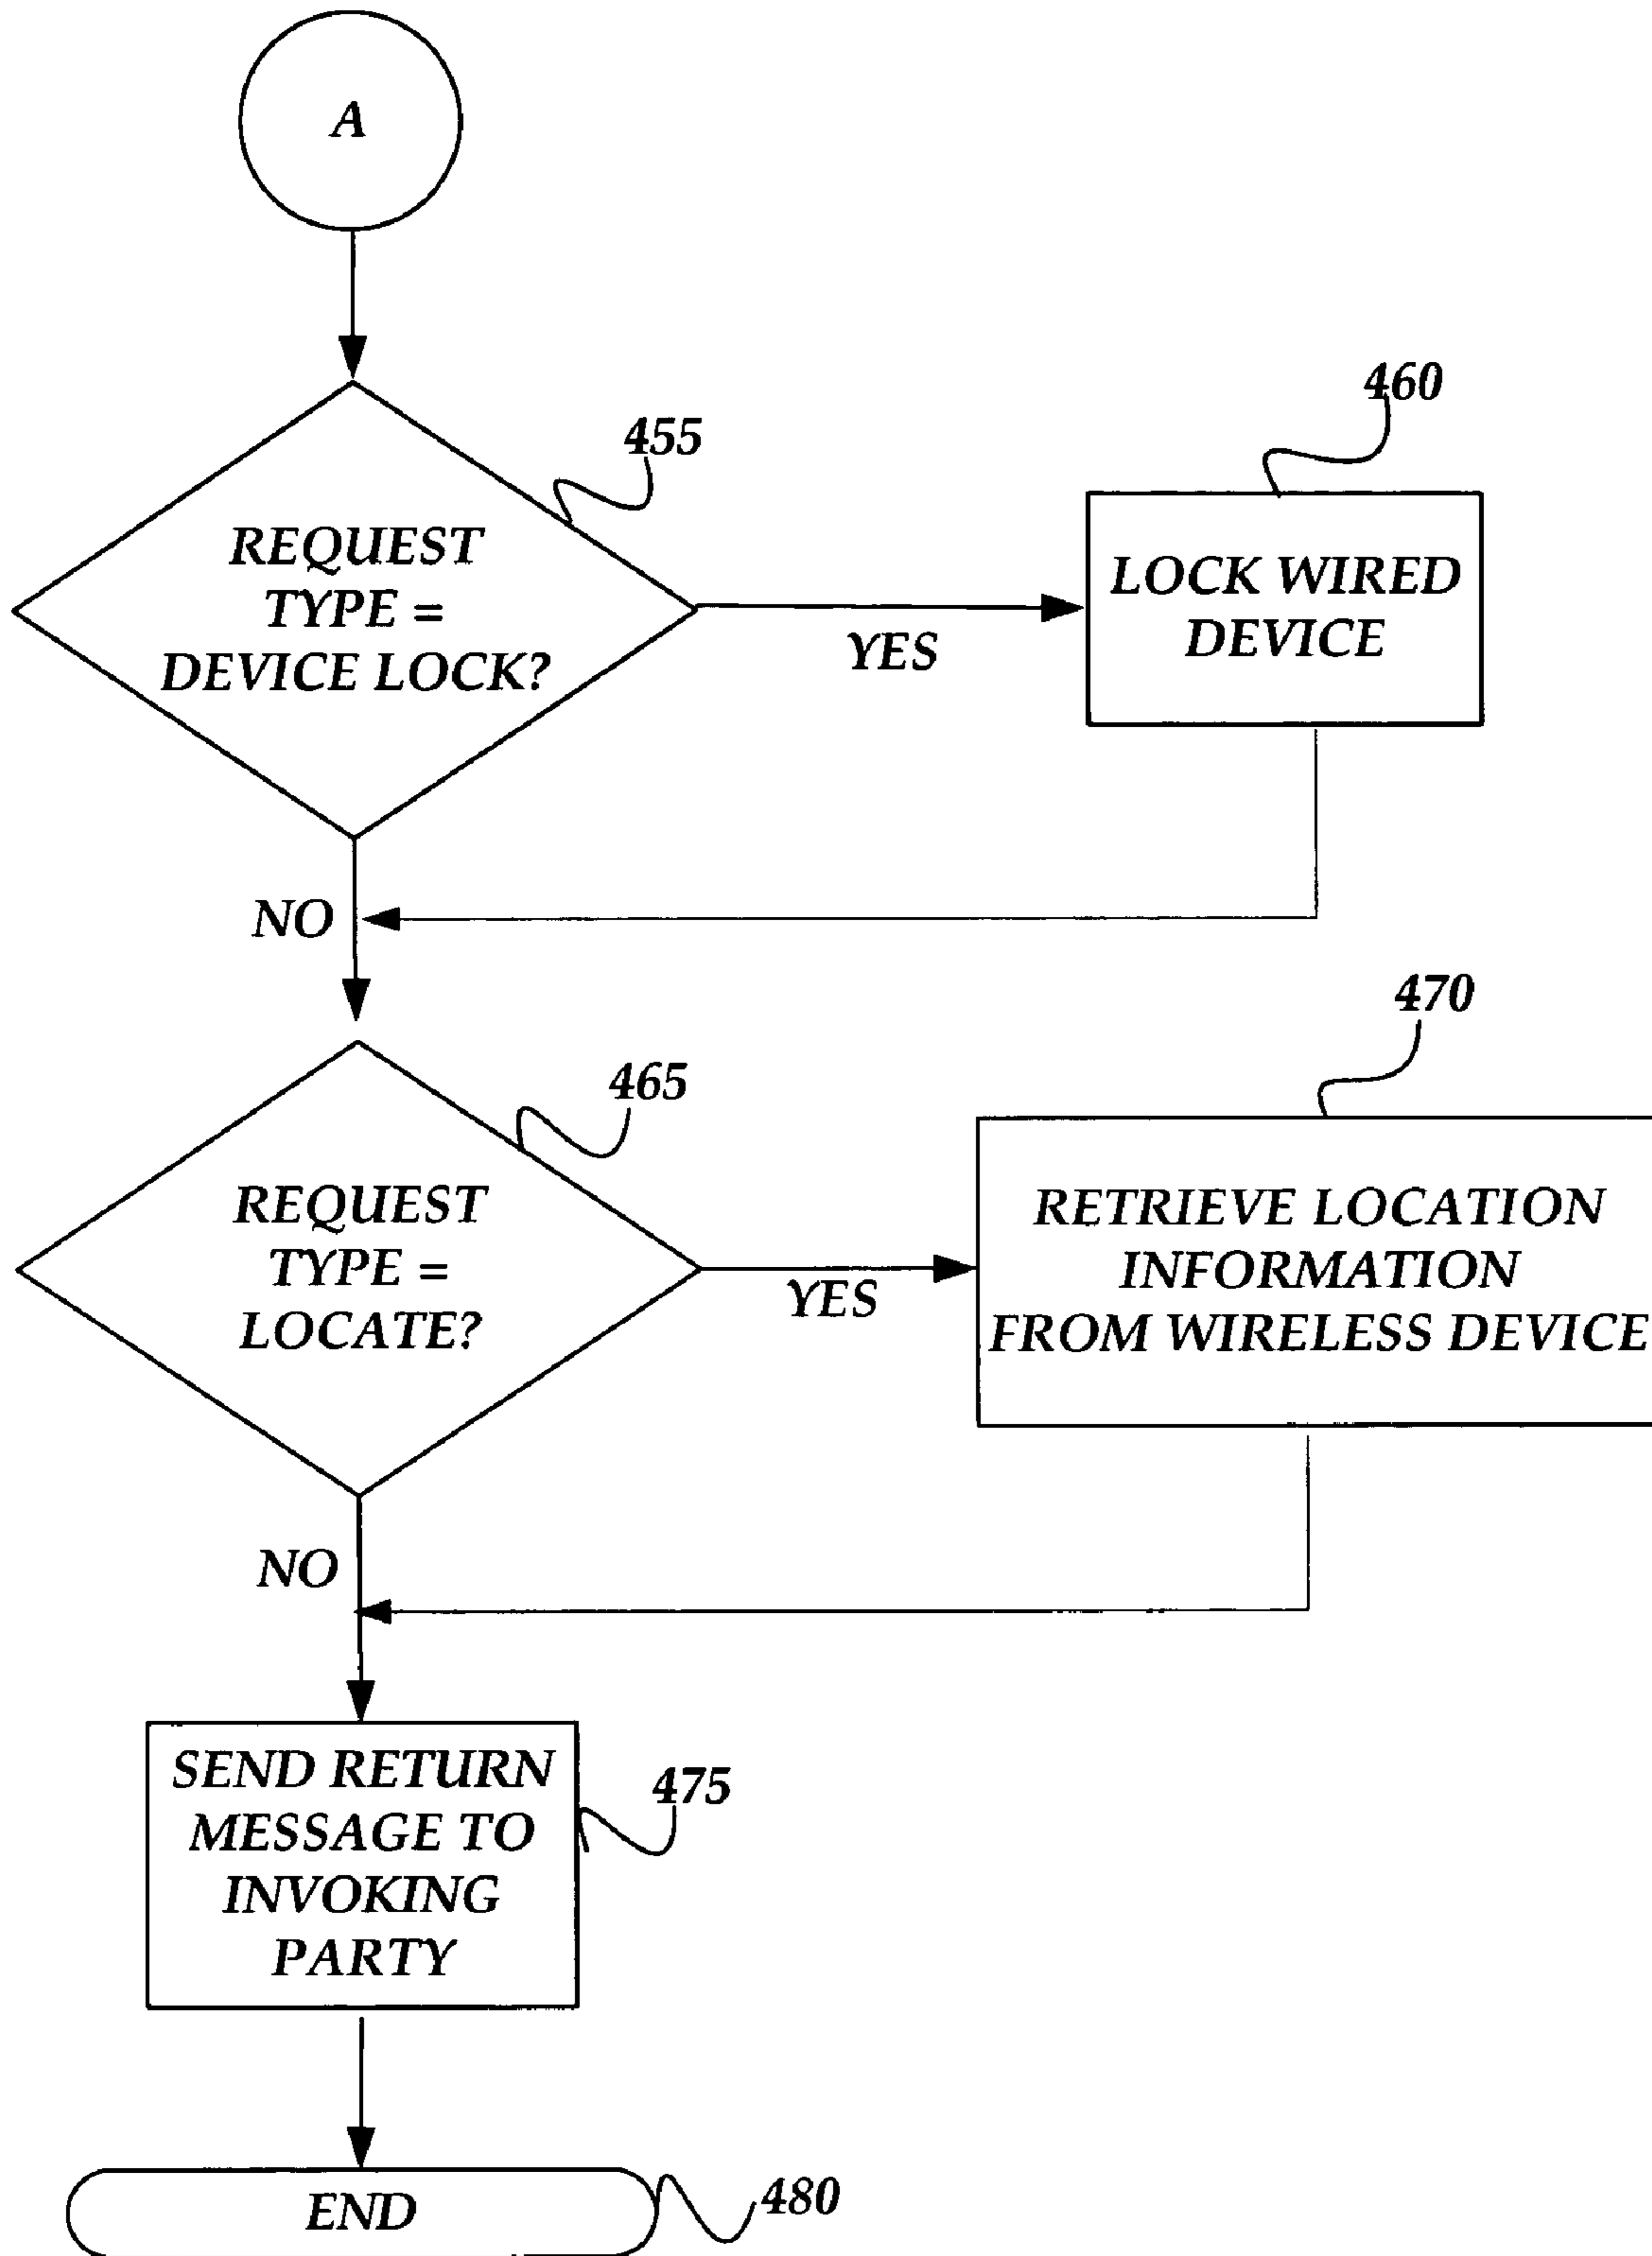 A
455
REQUEST
TYPE =
DEVICE LOCK?
YES
460
LOCK WIRED
DEVICE
NO
465
REQUEST
TYPE =
LOCATE?
YES
470
RETRIEVE LOCATION
INFORMATION
FROM WIRELESS DEVICE
NO
SEND RETURN
MESSAGE TO
INVOKING
PARTY
475
END
480